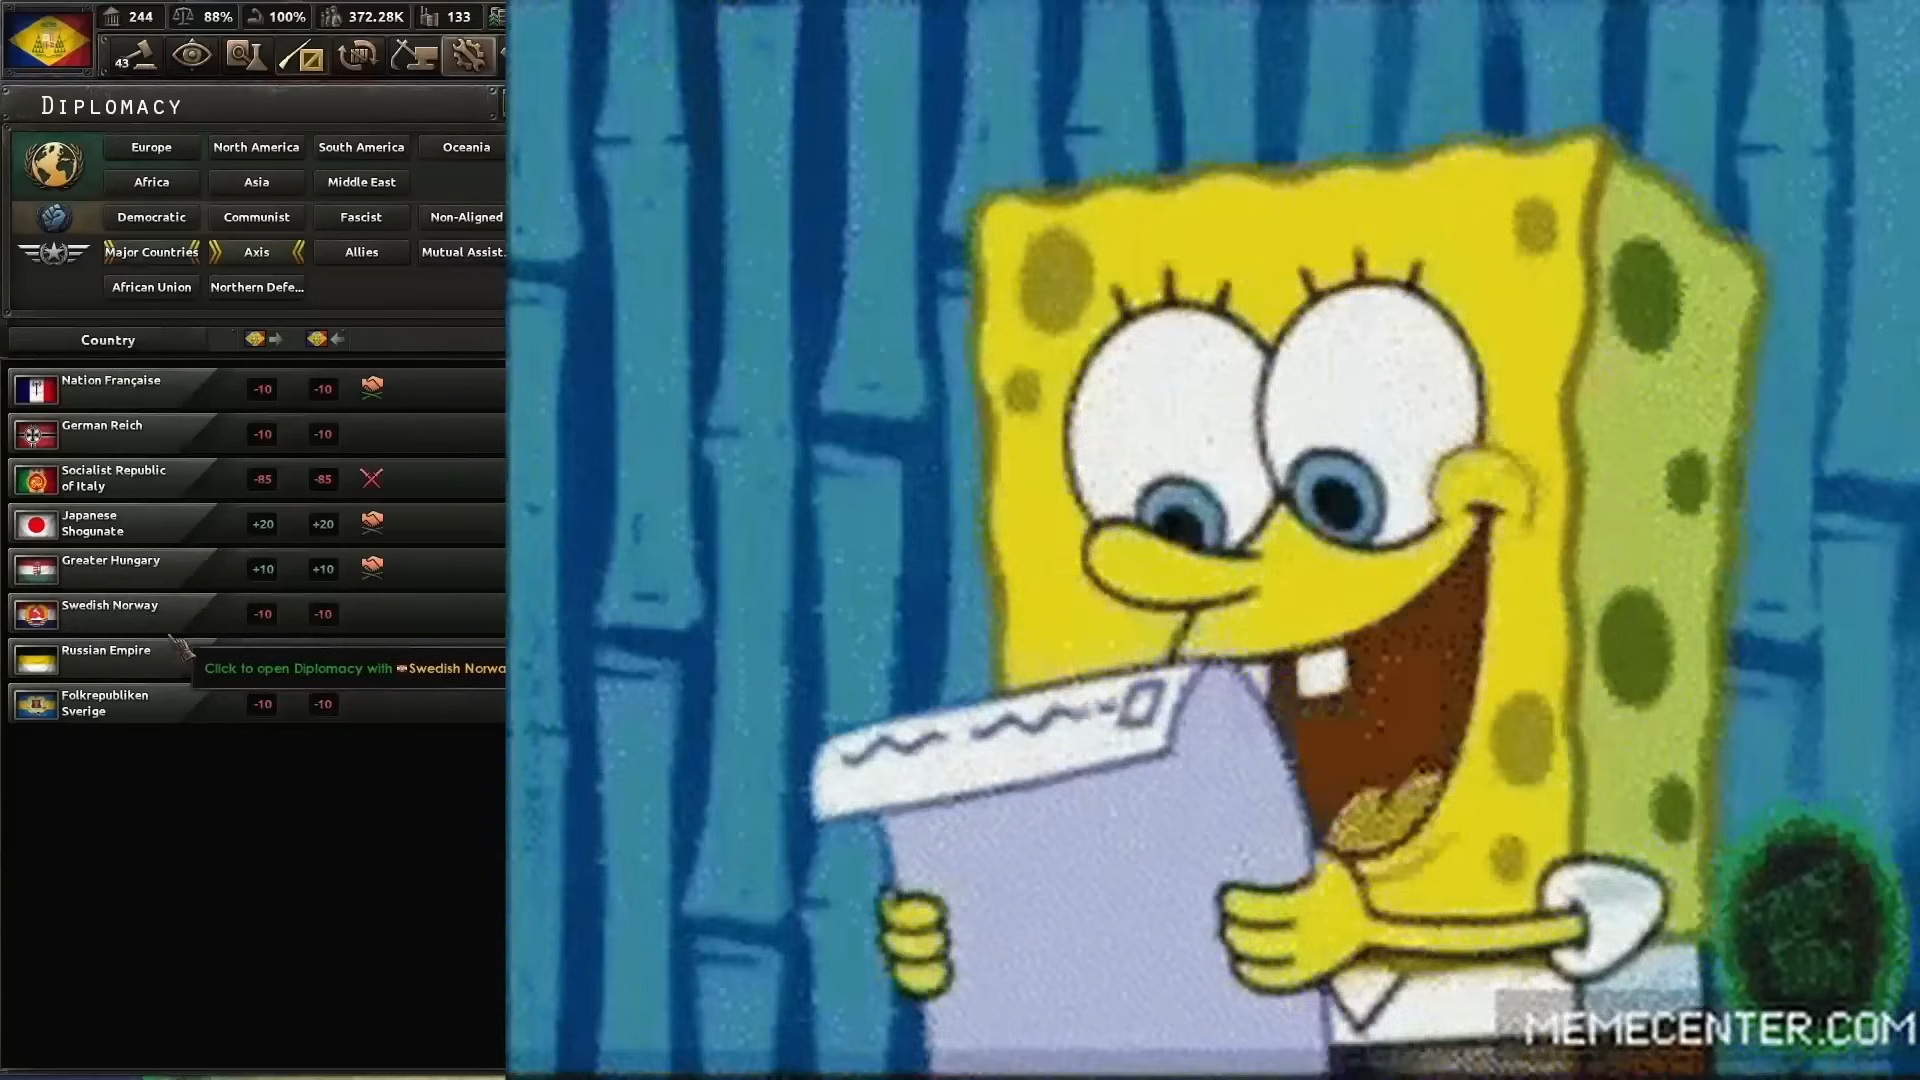 244 88% 100% 372.28K 133
43
DIPLOMACY
Europe North America South America Oceania
Africa Asia Middle East
Democratic Communist Fascist Non-Aligned
Major Countries Axis Allies Mutual Assist.
African Union Northern Defe...
Country
Nation Française -10 -10
German Reich -10 -10
Socialist Republic
of Italy -85 -85
Japanese
Shogunate +20 +20
Greater Hungary +10 +10
Swedish Norway -10 -10
Russian Empire
Click to open Diplomacy with Swedish Norwa
Folkrepubliken
Sverige -10 -10
MEMECENTER.COM